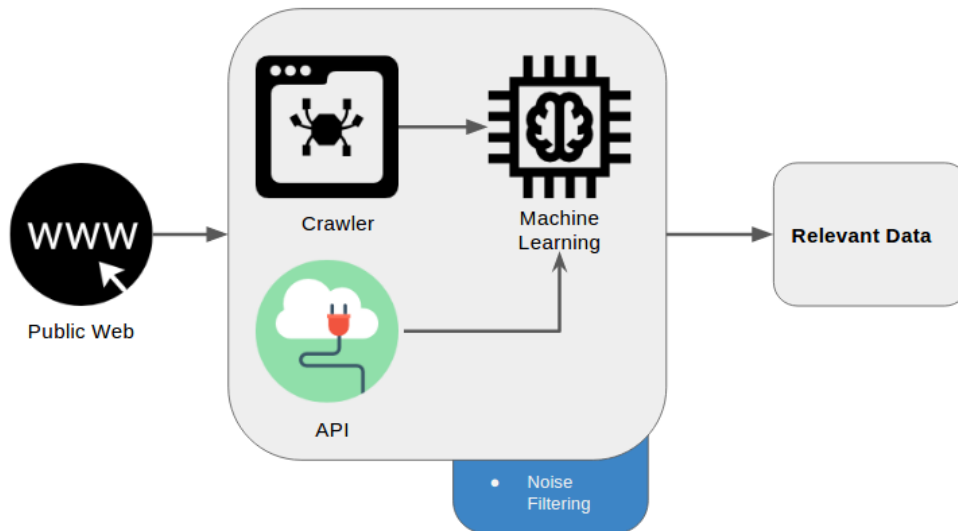 WWW
Public Web
Crawler
Machine
Learning
API
Relevant Data
● Noise
Filtering